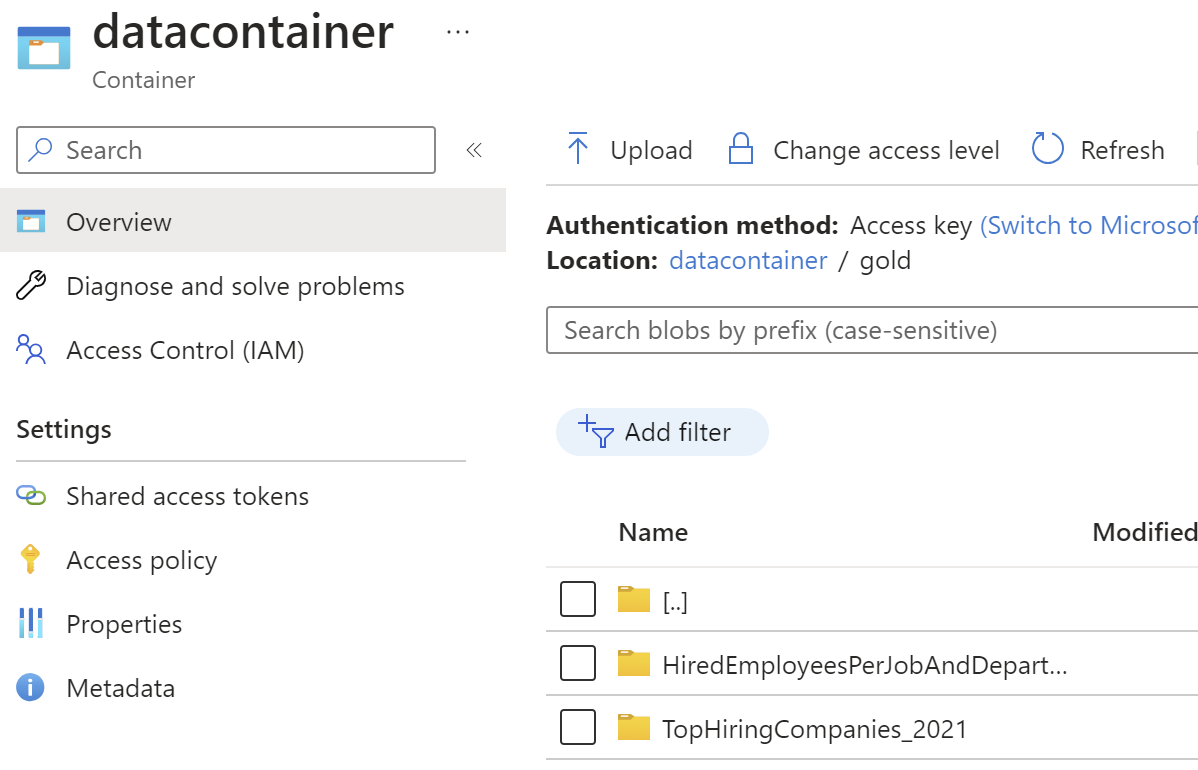 datacontainer ...
Container
Search «
Overview
Diagnose and solve problems
Access Control (IAM)
Settings
Shared access tokens
Access policy
Properties
Metadata
Upload Change access level Refresh
Authentication method: Access key (Switch to Microsof
Location: datacontainer / gold
Search blobs by prefix (case-sensitive)
Add filter
Name Modified
[..]
HiredEmployeesPerJobAndDepart...
TopHiringCompanies_2021